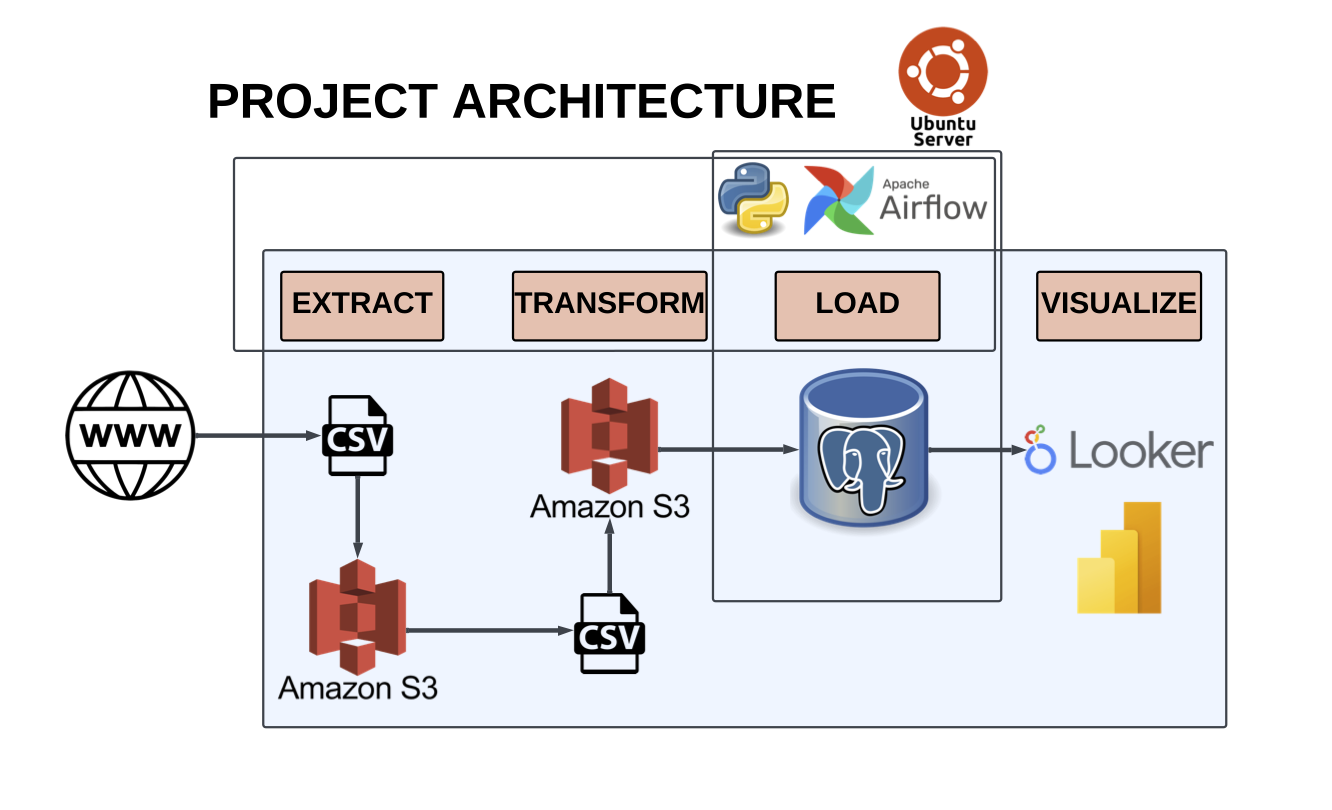 PROJECT ARCHITECTURE
Ubuntu
Server
Apache
Airflow
EXTRACT
TRANSFORM
LOAD
VISUALIZE
WWW
CSV
Amazon S3
Looker
Amazon S3
CSV